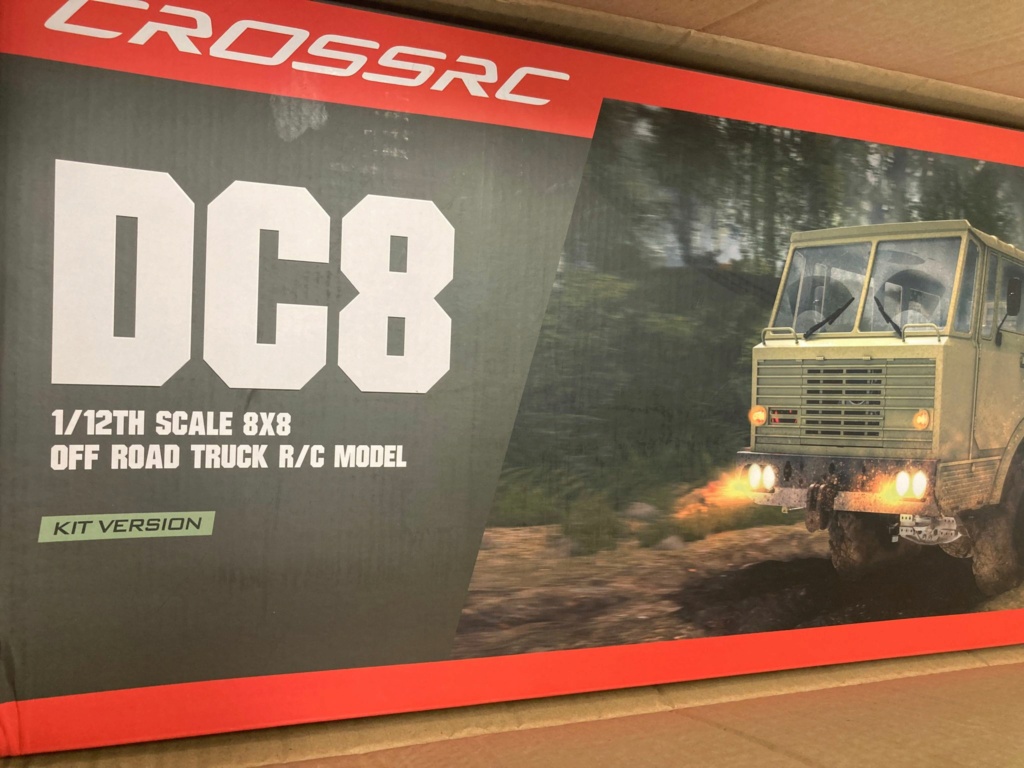 CROSSRC
DC8
1/12TH SCALE 8X8
OFF ROAD TRUCK R/C MODEL
KIT VERSION